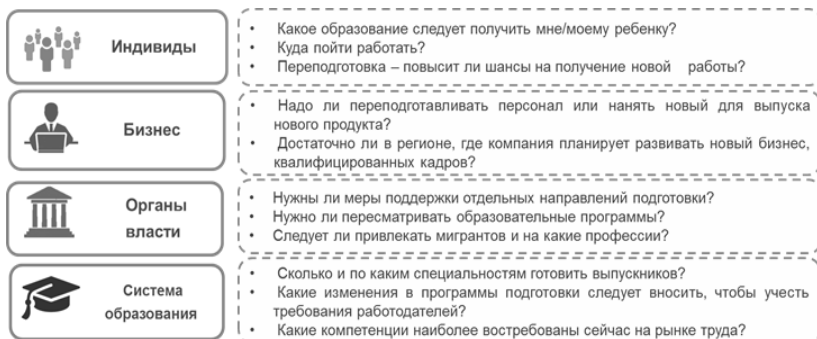 Индивиды
• Какое образование следует получить мне/моему ребенку?
• Куда пойти работать?
• Переподготовка – повысит ли шансы на получение новой работы?
Бизнес
• Надо ли переподготавливать персонал или нанять новый для выпуска
нового продукта?
• Достаточно ли в регионе, где компания планирует развивать новый бизнес,
квалифицированных кадров?
Органы
власти
• Нужны ли меры поддержки отдельных направлений подготовки?
• Нужно ли пересматривать образовательные программы?
• Следует ли привлекать мигрантов и на какие профессии?
Система
образования
• Сколько и по каким специальностям готовить выпускников?
• Какие изменения в программы подготовки следует вносить, чтобы учесть
требования работодателей?
• Какие компетенции наиболее востребованы сейчас на рынке труда?